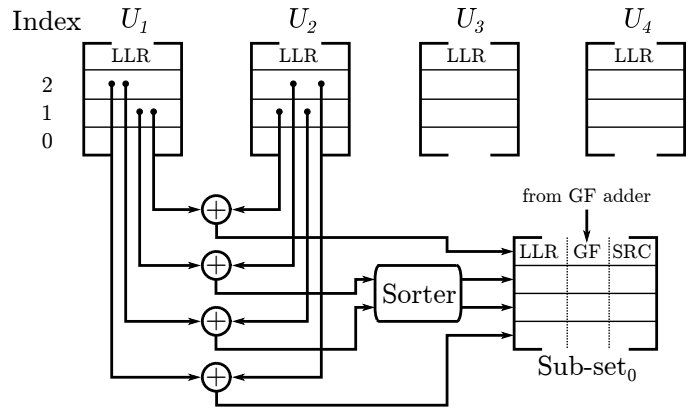 Index U1 U2 U3 U4
LLR LLR LLR LLR
2
1
0
from GF adder
+
LLR GF SRC
+
Sorter
+
Sub-set0
+